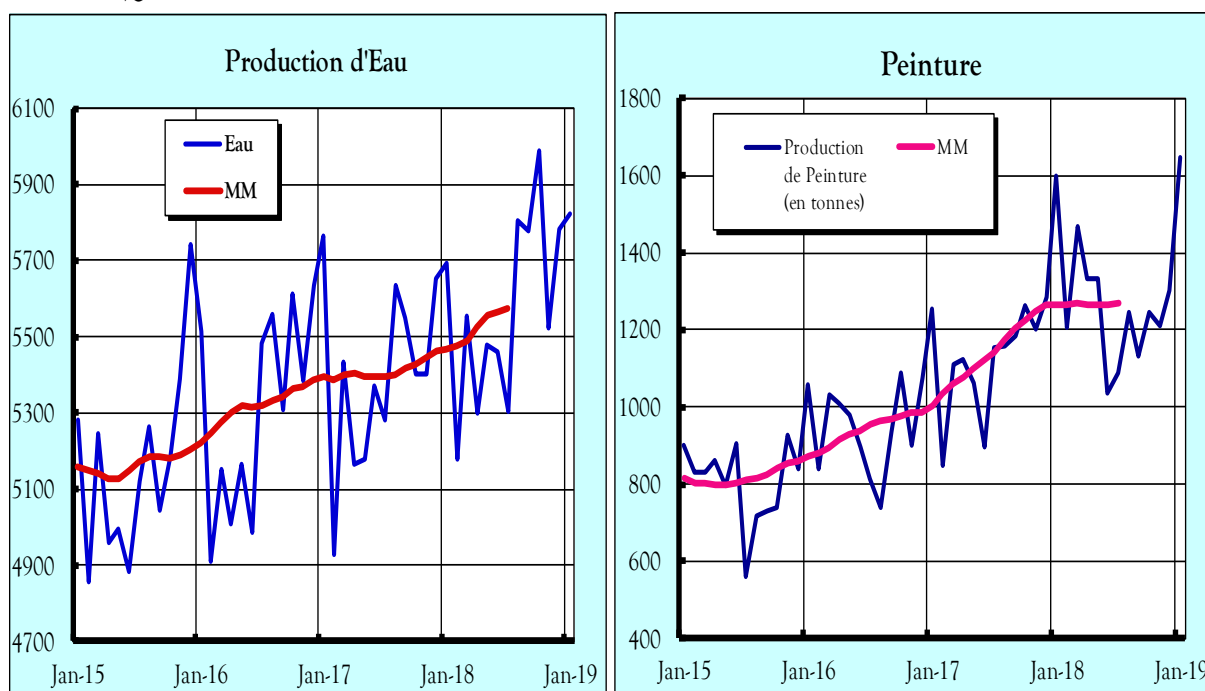 Production d'Eau
6100
5900
5700
5500
5300
5100
4900
4700
Eau
MM
Jan-15 Jan-16 Jan-17 Jan-18 Jan-19
Peinture
1800
1600
1400
1200
1000
800
600
400
Production
de Peinture
(en tonnes)
MM
Jan-15 Jan-16 Jan-17 Jan-18 Jan-19